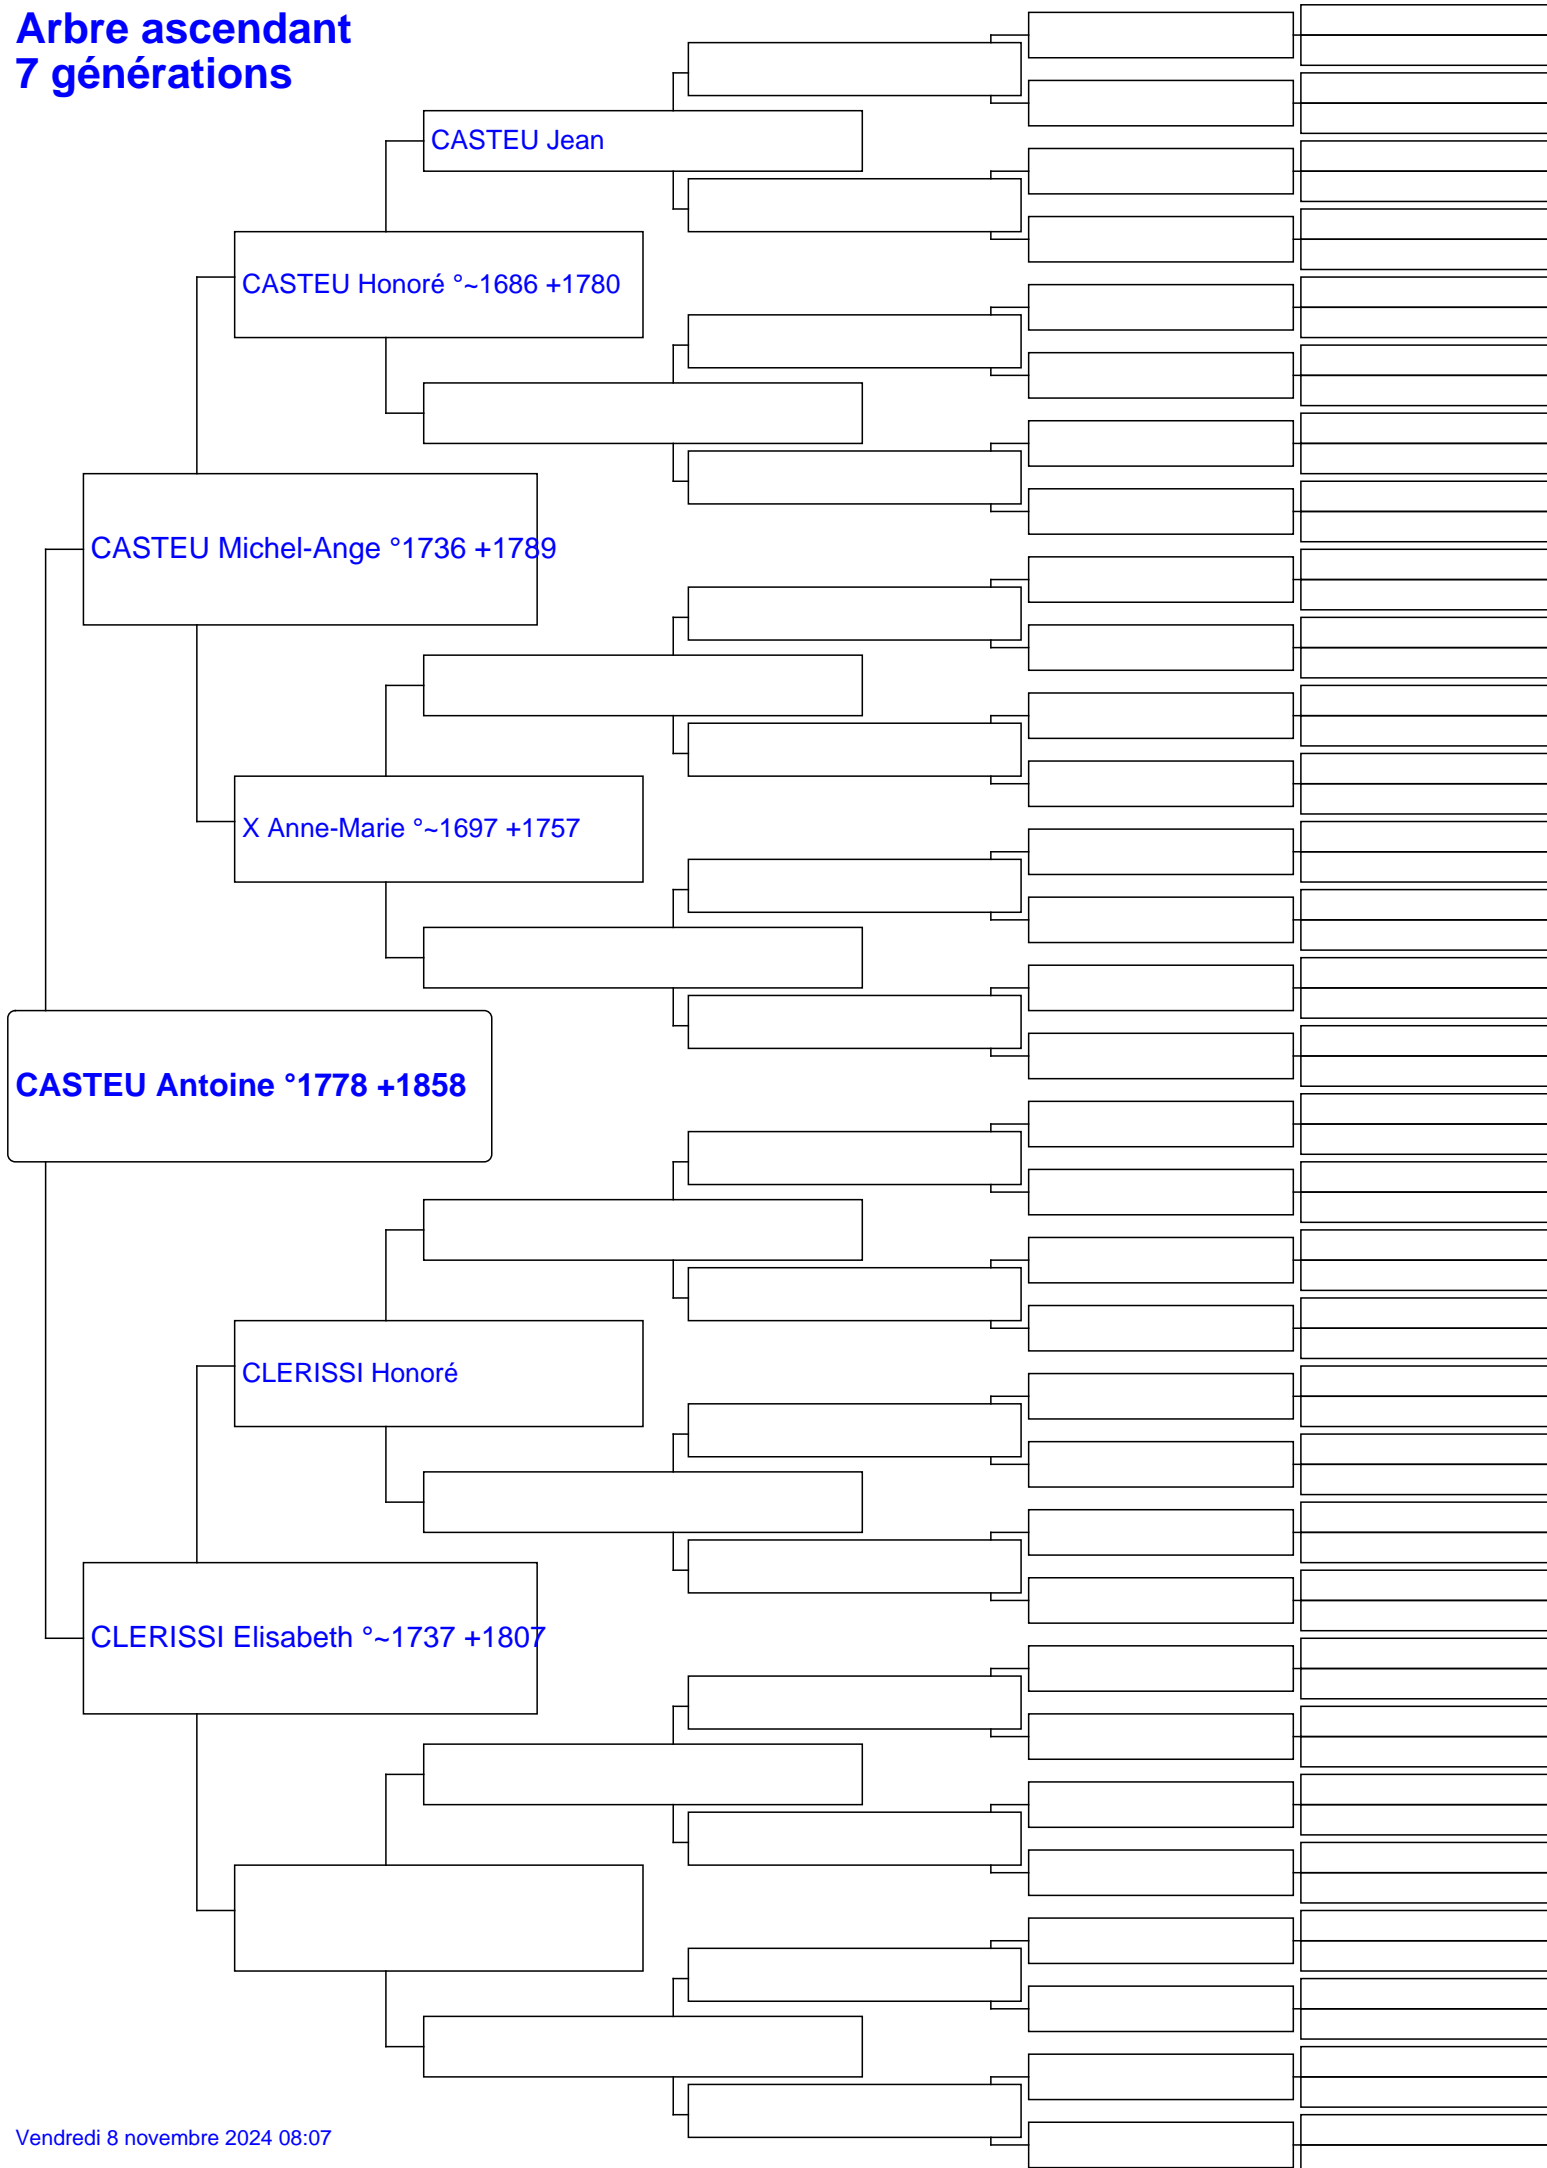 Arbre ascendant
7 générations
CASTEU Jean
CASTEU Honoré °~1686 +1780
CASTEU Michel-Ange °1736 +1789
X Anne-Marie °~1697 +1757
CASTEU Antoine °1778 +1858
CLERISSI Honoré
CLERISSI Elisabeth °~1737 +1807
Vendredi 8 novembre 2024 08:07